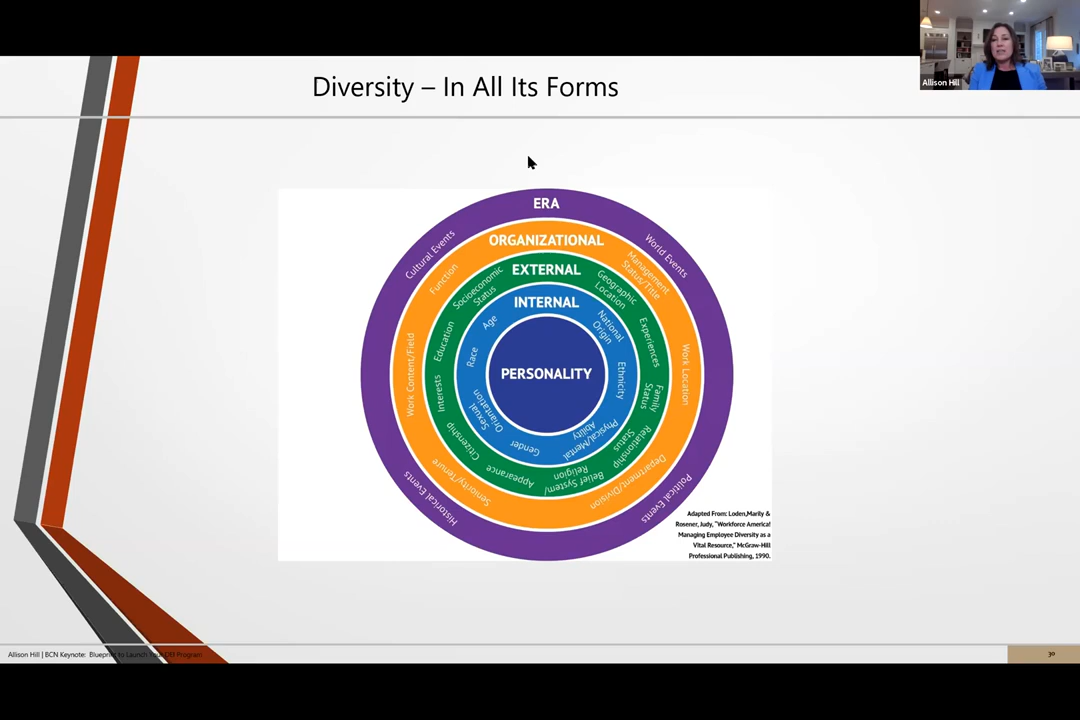 Allison Hill
Diversity – In All Its Forms
ERA
Cultural Events
World Events
Political Events
Historical Events
ORGANIZATIONAL
Function
Management
Status/Title
Work Location
Department/Division
Seniority/Tenure
Work Content/Field
EXTERNAL
Socioeconomic
Status
Geographic
Location
Experiences
Family
Status
Relationship
Status
Belief System/
Religion
Appearance
Citizenship
Interests
Education
INTERNAL
Age
National
Origin
Ethnicity
Physical/Mental
Ability
Gender
Sexual
Orientation
Race
PERSONALITY
Adapted From: Loden,Marily &
Rosener, Judy, "Workforce America!
Managing Employee Diversity as a
Vital Resource," McGraw-Hill
Professional Publishing, 1990.
Allison Hill | BCN Keynote: Blueprint to Launch Your DEI Program
30